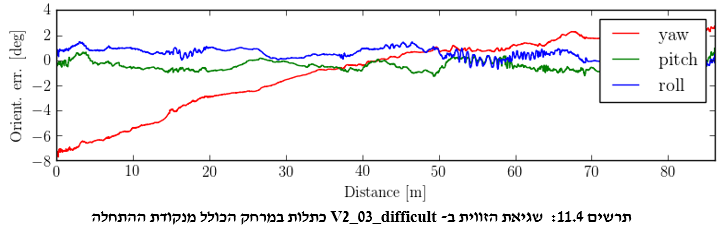 Orient. err. [deg]
4
2
0
−2
−4
−6
−8
yaw
pitch
roll
0 10 20 30 40 50 60 70 80
Distance [m]
תרשים 11.4: שגיאת הזווית ב- V2_03_difficult כתלות במרחק הכולל מנקודת ההתחלה